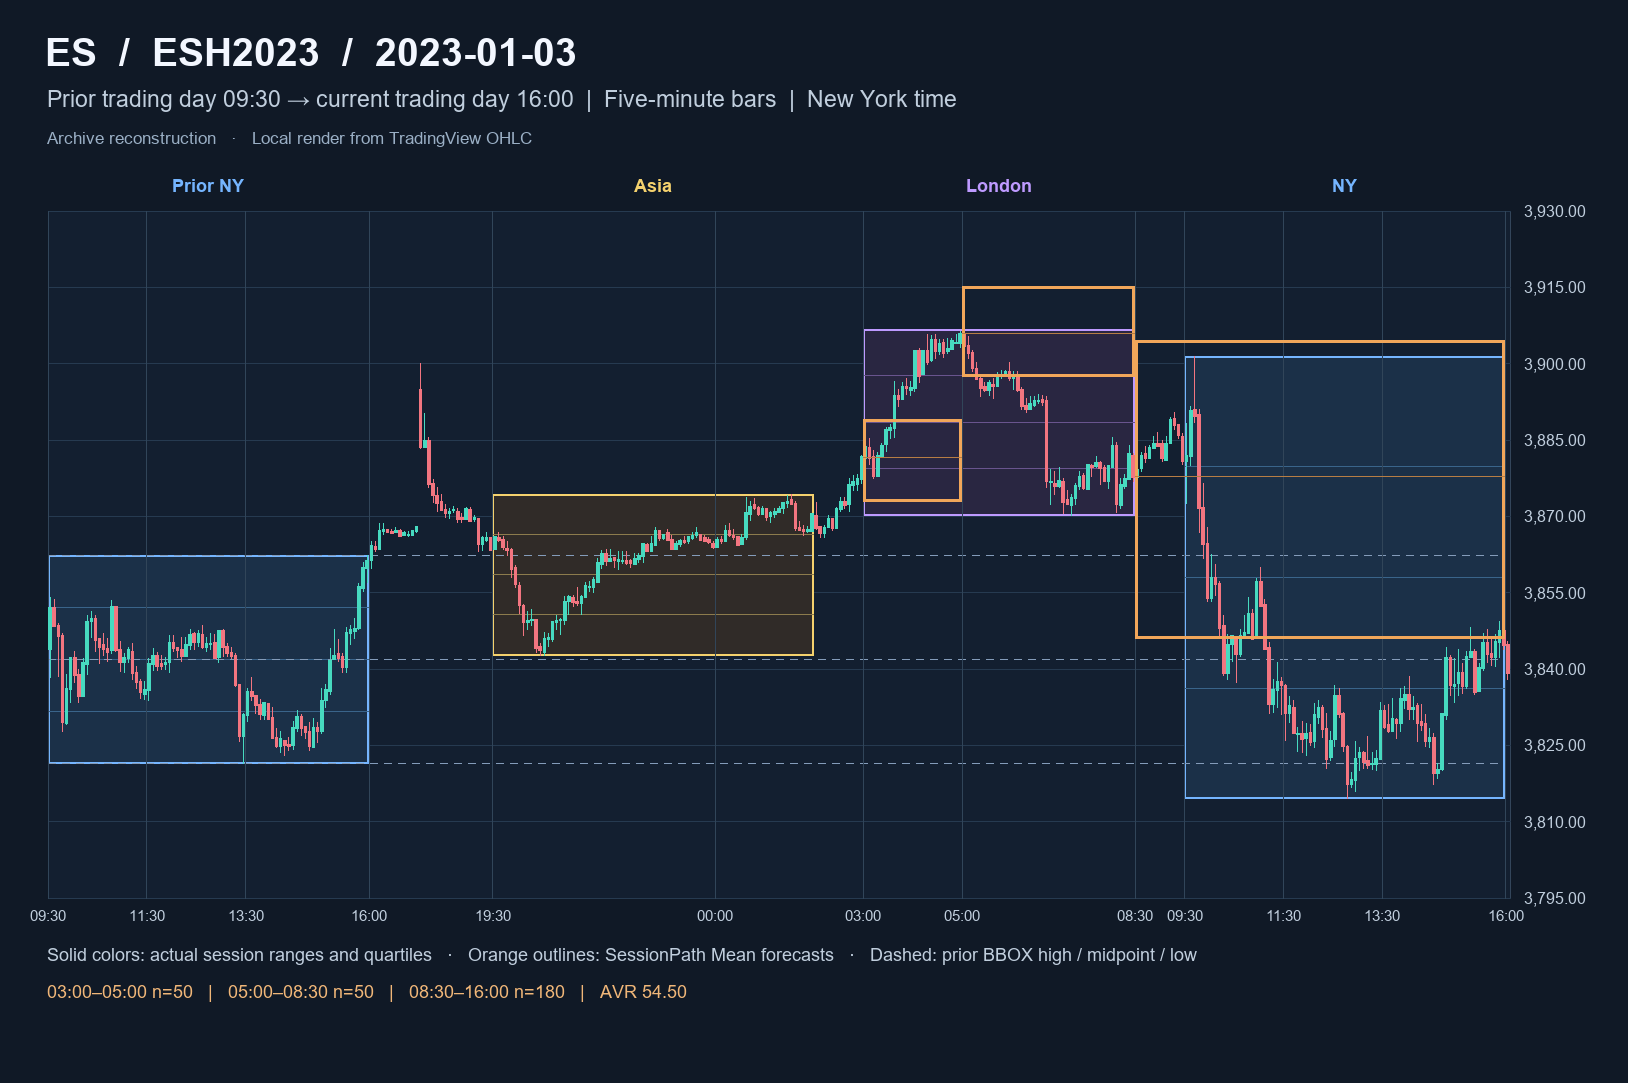 ES / ESH2023 / 2023-01-03
Prior trading day 09:30 → current trading day 16:00 | Five-minute bars | New York time
Archive reconstruction · Local render from TradingView OHLC
Prior NY Asia London NY
3,930.00
3,915.00
3,900.00
3,885.00
3,870.00
3,855.00
3,840.00
3,825.00
3,810.00
3,795.00
09:30 11:30 13:30 16:00 19:30 00:00 03:00 05:00 08:30 09:30 11:30 13:30 16:00
Solid colors: actual session ranges and quartiles · Orange outlines: SessionPath Mean forecasts · Dashed: prior BBOX high / midpoint / low
03:00–05:00 n=50 | 05:00–08:30 n=50 | 08:30–16:00 n=180 | AVR 54.50